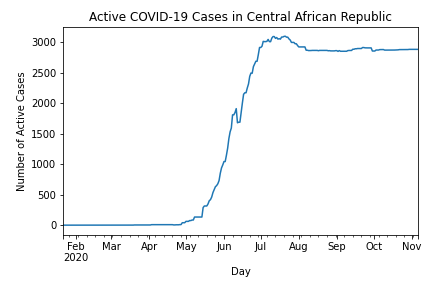 Active COVID-19 Cases in Central African Republic
Number of Active Cases
3000
2500
2000
1500
1000
500
0
Feb Mar Apr May Jun Jul Aug Sep Oct Nov
2020
Day